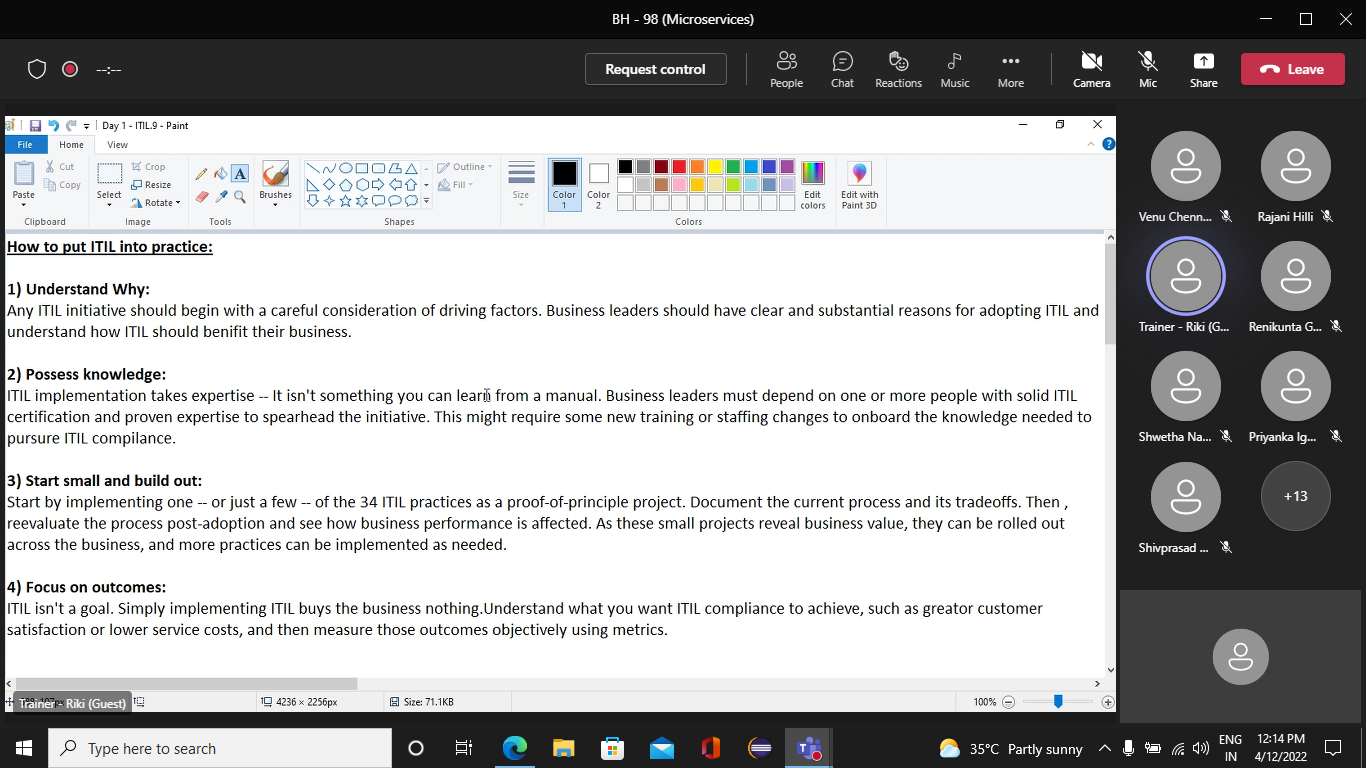 BH - 98 (Microservices)
--:--
Request control
People
Chat
Reactions
Music
More
Camera
Mic
Share
Leave
Day 1 - ITIL.9 - Paint
File
Home
View
Paste
Cut
Copy
Clipboard
Select
Crop
Resize
Rotate
Image
A
Tools
Brushes
Shapes
Outline
Fill
Size
Color
1
Color
2
Edit
colors
Colors
Edit with
Paint 3D
How to put ITIL into practice:
1) Understand Why:
Any ITIL initiative should begin with a careful consideration of driving factors. Business leaders should have clear and substantial reasons for adopting ITIL and
understand how ITIL should benifit their business.
2) Possess knowledge:
ITIL implementation takes expertise -- It isn't something you can learn from a manual. Business leaders must depend on one or more people with solid ITIL
certification and proven expertise to spearhead the initiative. This might require some new training or staffing changes to onboard the knowledge needed to
pursure ITIL compilance.
3) Start small and build out:
Start by implementing one -- or just a few -- of the 34 ITIL practices as a proof-of-principle project. Document the current process and its tradeoffs. Then ,
reevaluate the process post-adoption and see how business performance is affected. As these small projects reveal business value, they can be rolled out
across the business, and more practices can be implemented as needed.
4) Focus on outcomes:
ITIL isn't a goal. Simply implementing ITIL buys the business nothing.Understand what you want ITIL compliance to achieve, such as greator customer
satisfaction or lower service costs, and then measure those outcomes objectively using metrics.
Trainer - Riki (Guest)
4236 × 2256px
Size: 71.1KB
100%
Venu Chenn...
Rajani Hilli
Trainer - Riki (G...
Renikunta G...
Shwetha Na...
Priyanka Ig...
Shivprasad ...
+13
Type here to search
35°C Partly sunny
ENG
IN
12:14 PM
4/12/2022